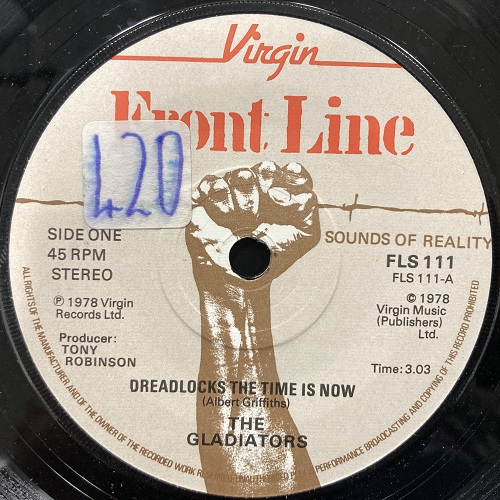 Virgin
Front Line
420
SIDE ONE
45 RPM
STEREO
SOUNDS OF REALITY
FLS 111
FLS 111-A
℗ 1978 Virgin
Records Ltd.
© 1978
Virgin Music
(Publishers)
Ltd.
Producer:
TONY
ROBINSON
Time: 3.03
DREADLOCKS THE TIME IS NOW
(Albert Griffiths)
THE
GLADIATORS
ALL RIGHTS OF THE MANUFACTURER AND OF THE OWNER OF THE RECORDED WORK RESERVED UNAUTHORISED PERFORMANCE BROADCASTING AND COPYING OF THIS RECORD PROHIBITED